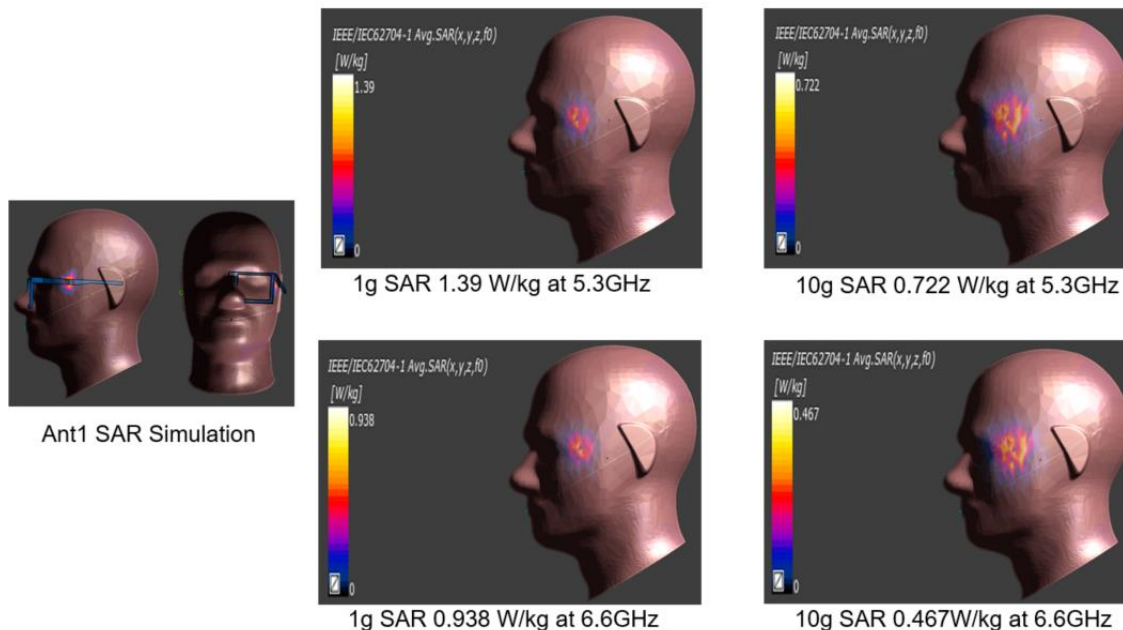 IEEE/IEC62704-1 Avg.SAR(x,y,z,f0)
[W/kg]
1.39
0
1g SAR 1.39 W/kg at 5.3GHz
IEEE/IEC62704-1 Avg.SAR(x,y,z,f0)
[W/kg]
0.722
0
10g SAR 0.722 W/kg at 5.3GHz
Ant1 SAR Simulation
IEEE/IEC62704-1 Avg.SAR(x,y,z,f0)
[W/kg]
0.938
0
1g SAR 0.938 W/kg at 6.6GHz
IEEE/IEC62704-1 Avg.SAR(x,y,z,f0)
[W/kg]
0.467
0
10g SAR 0.467W/kg at 6.6GHz